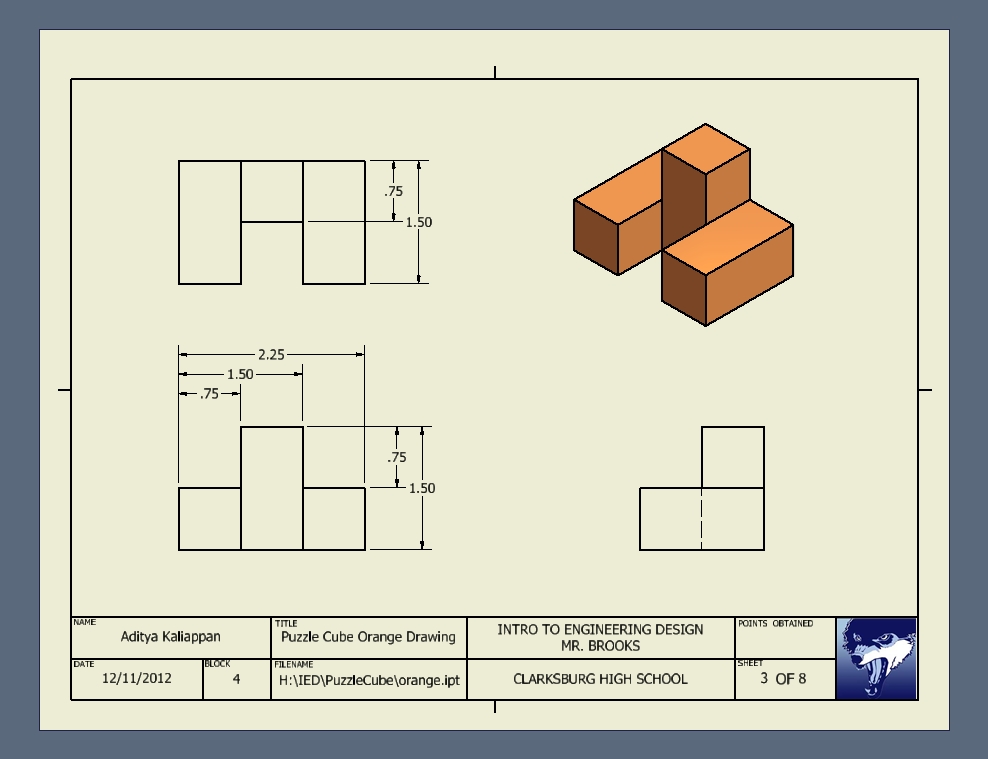 .75
1.50
2.25
1.50
.75
.75
1.50
NAME
Aditya Kaliappan
TITLE
Puzzle Cube Orange Drawing
INTRO TO ENGINEERING DESIGN
MR. BROOKS
POINTS OBTAINED
DATE
12/11/2012
BLOCK
4
FILENAME
H:\IED\PuzzleCube\orange.ipt
CLARKSBURG HIGH SCHOOL
SHEET
3 OF 8